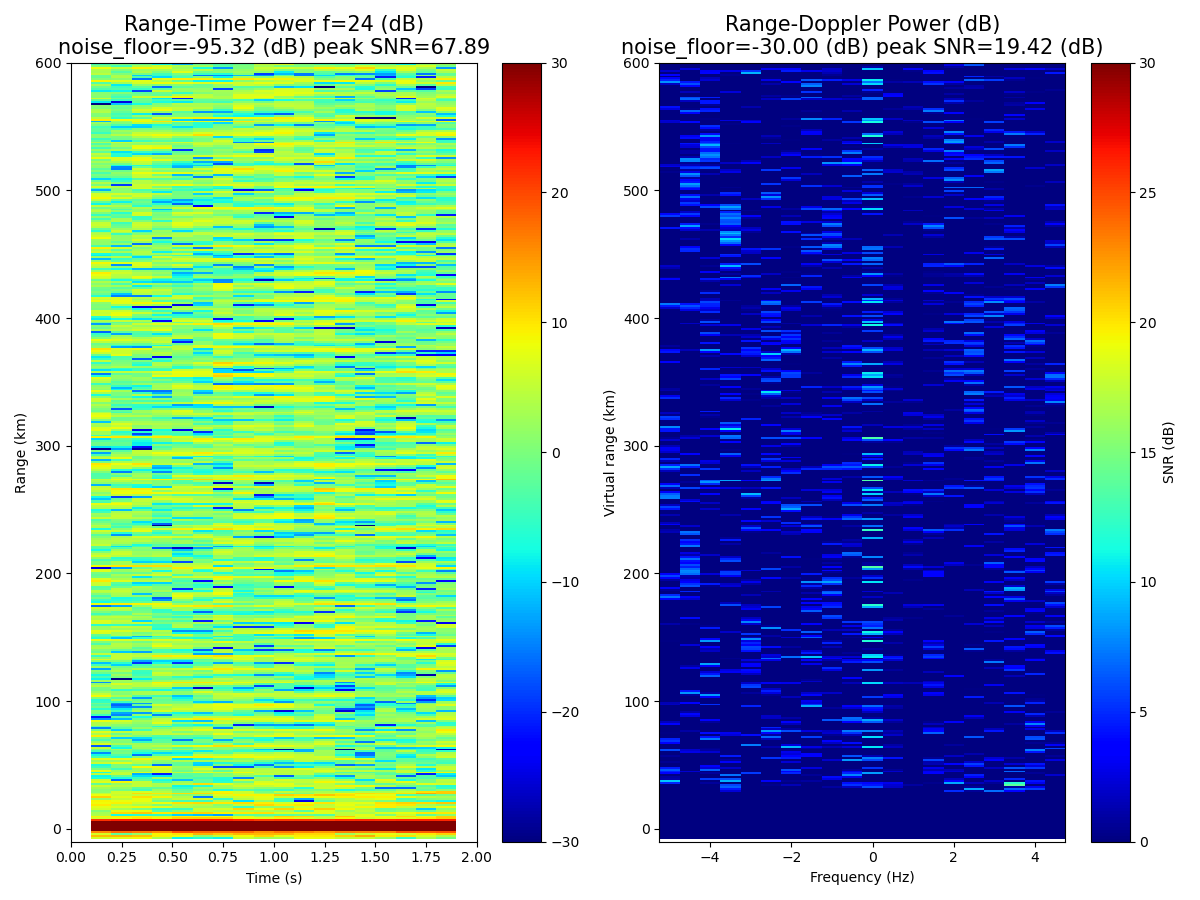 Range-Time Power f=24 (dB)
noise_floor=-95.32 (dB) peak SNR=67.89
Range (km)
600
500
400
300
200
100
0
0.00 0.25 0.50 0.75 1.00 1.25 1.50 1.75 2.00
Time (s)
30
20
10
0
−10
−20
−30
Range-Doppler Power (dB)
noise_floor=-30.00 (dB) peak SNR=19.42 (dB)
Virtual range (km)
600
500
400
300
200
100
0
−4 −2 0 2 4
Frequency (Hz)
30
25
20
15
10
5
0
SNR (dB)